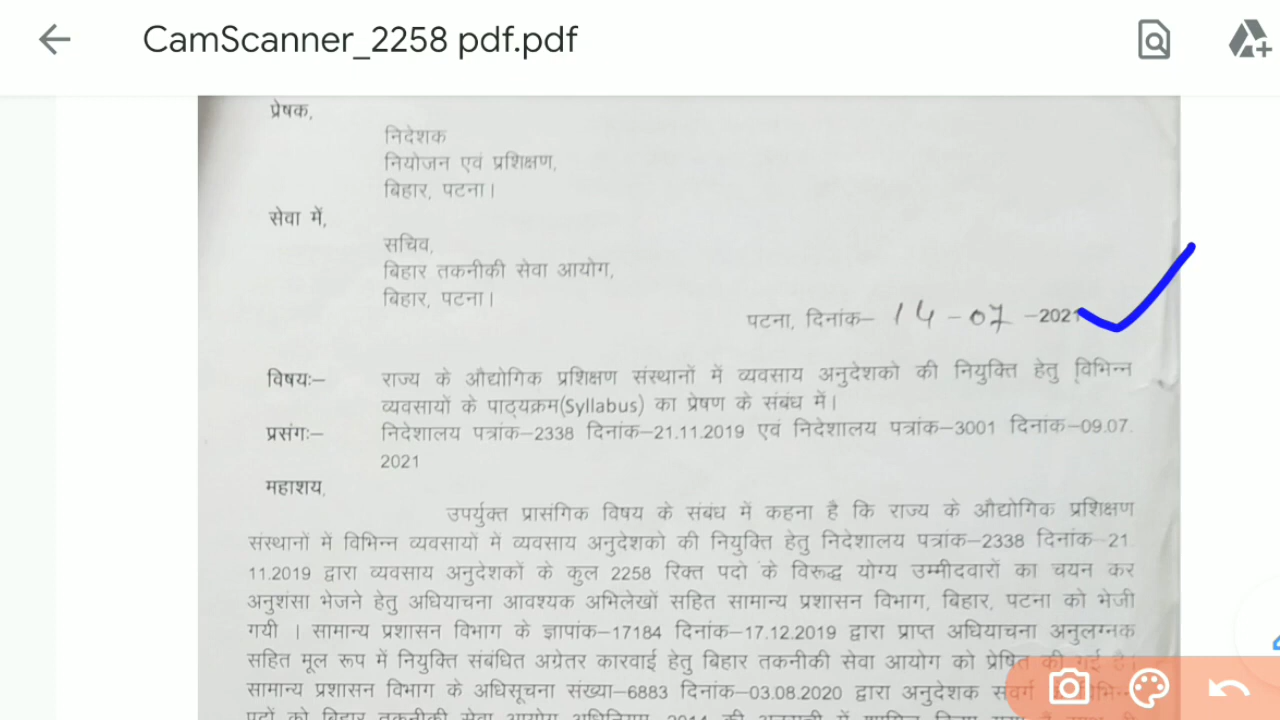 CamScanner_2258 pdf.pdf
प्रेषक,
निदेशक
नियोजन एवं प्रशिक्षण,
बिहार, पटना।
सेवा में,
सचिव,
बिहार तकनीकी सेवा आयोग,
बिहार, पटना।
पटना, दिनांक– 14-07 -2021
विषयः– राज्य के औद्योगिक प्रशिक्षण संस्थानों में व्यवसाय अनुदेशको की नियुक्ति हेतु विभिन्न
व्यवसायों के पाठ्यक्रम(Syllabus) का प्रेषण के संबंध में।
प्रसंगः– निदेशालय पत्रांक–2338 दिनांक–21.11.2019 एवं निदेशालय पत्रांक–3001 दिनांक–09.07.
2021
महाशय,
उपर्युक्त प्रासंगिक विषय के संबंध में कहना है कि राज्य के औद्योगिक प्रशिक्षण
संस्थानों में विभिन्न व्यवसायों में व्यवसाय अनुदेशको की नियुक्ति हेतु निदेशालय पत्रांक–2338 दिनांक–21
.11.2019 द्वारा व्यवसाय अनुदेशकों के कुल 2258 रिक्त पदो के विरूद्ध योग्य उम्मीदवारों का चयन कर
अनुशंसा भेजने हेतु अधियाचना आवश्यक अभिलेखों सहित सामान्य प्रशासन विभाग, बिहार, पटना को भेजी
गयी । सामान्य प्रशासन विभाग के ज्ञापांक–17184 दिनांक–17.12.2019 द्वारा प्राप्त अधियाचना अनुलग्नक
सहित मूल रूप में नियुक्ति संबंधित अग्रेतर कारवाई हेतु बिहार तकनीकी सेवा आयोग को प्रेषित की गई है।
सामान्य प्रशासन विभाग के अधिसूचना संख्या–6883 दिनांक–03.08.2020 द्वारा अनुदेशक संवर्ग
पदों को बिहार तकनीकी सेवा आयोग